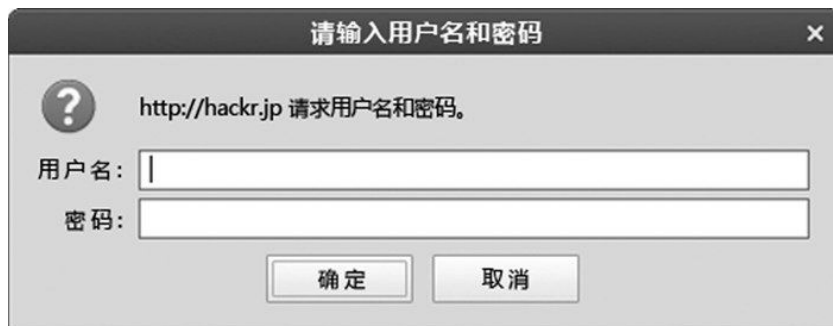 请输入用户名和密码 ×
?
http://hackr.jp 请求用户名和密码。
用户名:
密码:
确定 取消